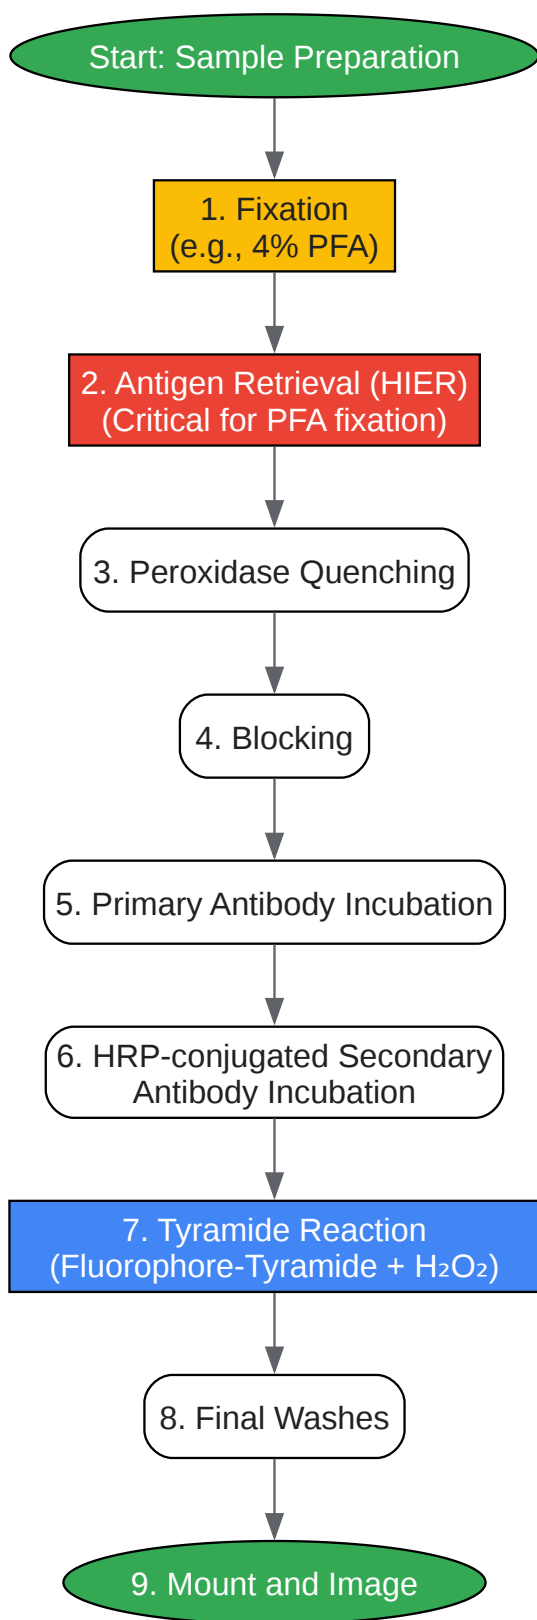 Start: Sample Preparation
1. Fixation
(e.g., 4% PFA)
2. Antigen Retrieval (HIER)
(Critical for PFA fixation)
3. Peroxidase Quenching
4. Blocking
5. Primary Antibody Incubation
6. HRP-conjugated Secondary
Antibody Incubation
7. Tyramide Reaction
(Fluorophore-Tyramide + H₂O₂)
8. Final Washes
9. Mount and Image